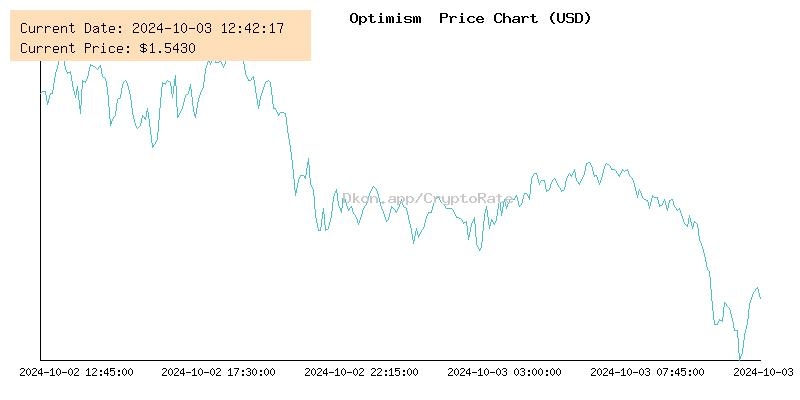 Optimism  Price Chart (USD)
Current Date: 2024-10-03 12:42:17
Current Price: $1.5430
Dkon.app/CryptoRate
2024-10-02 12:45:00 2024-10-02 17:30:00 2024-10-02 22:15:00 2024-10-03 03:00:00 2024-10-03 07:45:00 2024-10-03